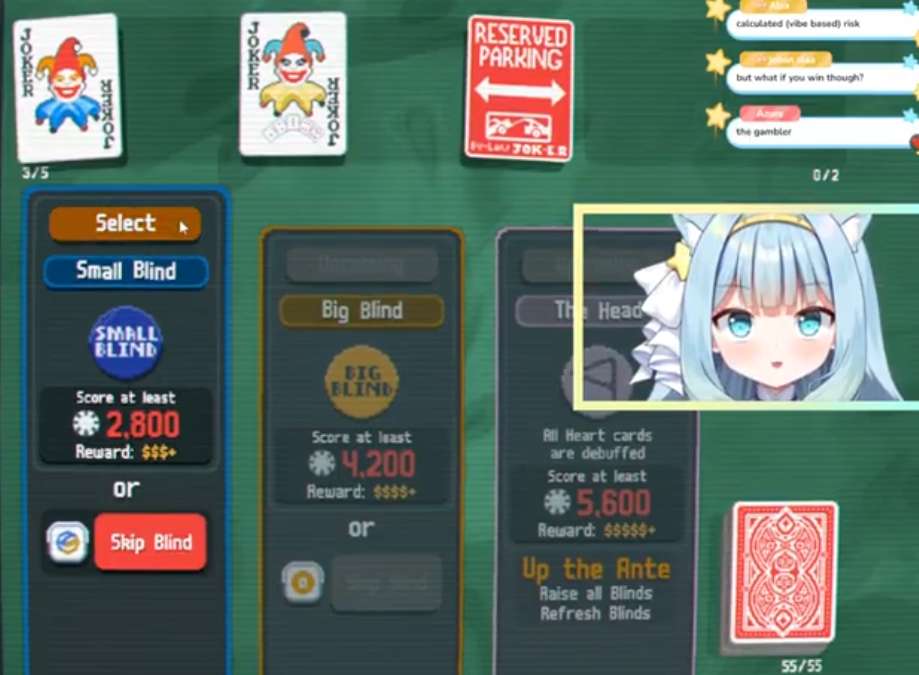 JOKER
JOKER
JOKER
JOKER
RESERVED
PARKING
JOK-ER
calculated (vibe based) risk
but what if you win though?
the gambler
3/5
0/2
Select
Small Blind
SMALL
BLIND
Score at least
2,800
Reward: $$$+
or
Skip Blind
Big Blind
BIG
BLIND
Score at least
4,200
Reward: $$$$+
or
The Head
All Heart cards
are debuffed
Score at least
5,600
Reward: $$$$$+
Up the Ante
Raise all Blinds
Refresh Blinds
55/55